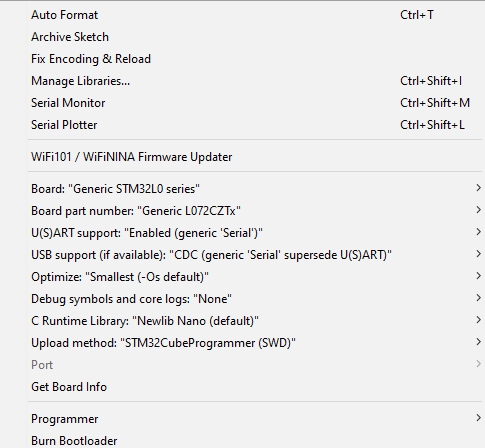 Auto Format Ctrl+T
Archive Sketch
Fix Encoding & Reload
Manage Libraries... Ctrl+Shift+I
Serial Monitor Ctrl+Shift+M
Serial Plotter Ctrl+Shift+L
WiFi101 / WiFiNINA Firmware Updater
Board: "Generic STM32L0 series"
Board part number: "Generic L072CZTx"
U(S)ART support: "Enabled (generic 'Serial')"
USB support (if available): "CDC (generic 'Serial' supersede U(S)ART)"
Optimize: "Smallest (-Os default)"
Debug symbols and core logs: "None"
C Runtime Library: "Newlib Nano (default)"
Upload method: "STM32CubeProgrammer (SWD)"
Port
Get Board Info
Programmer
Burn Bootloader